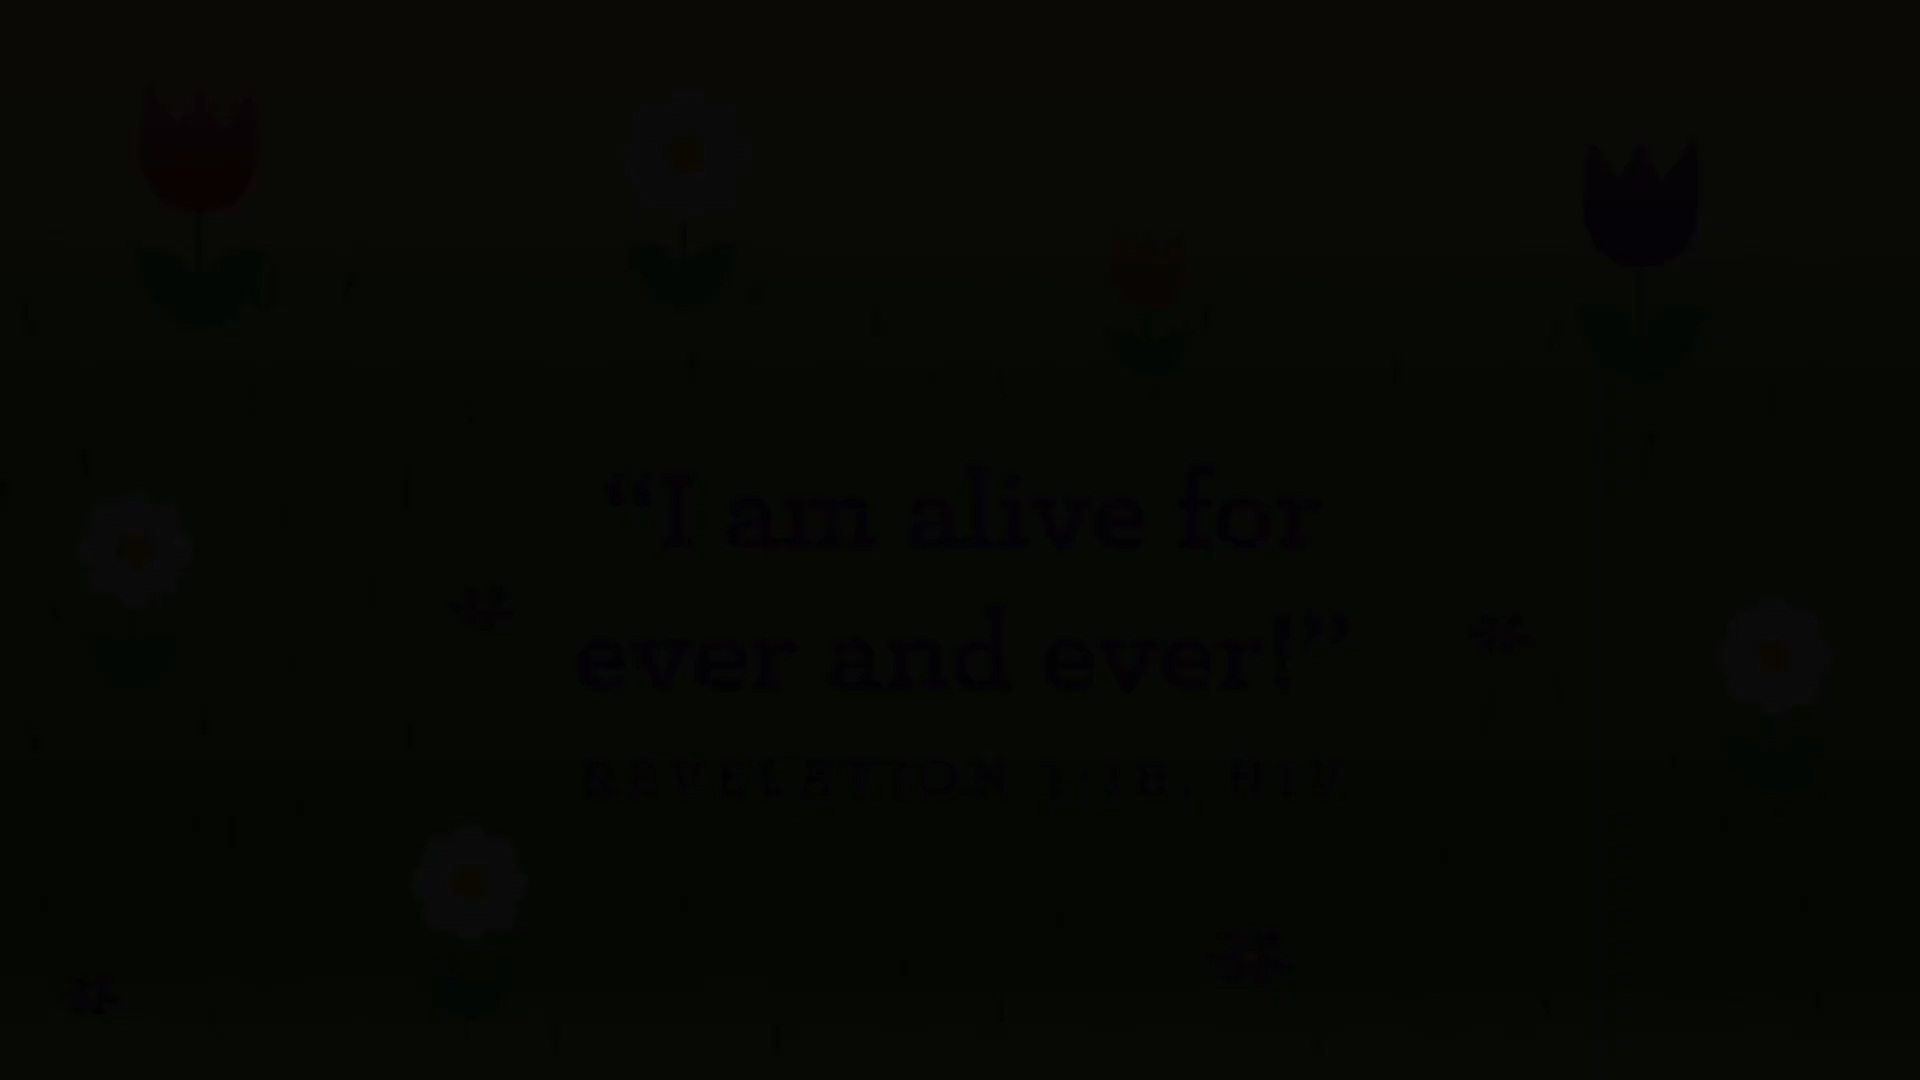 “I am alive for
ever and ever!”
REVELATION 1:18, NIV